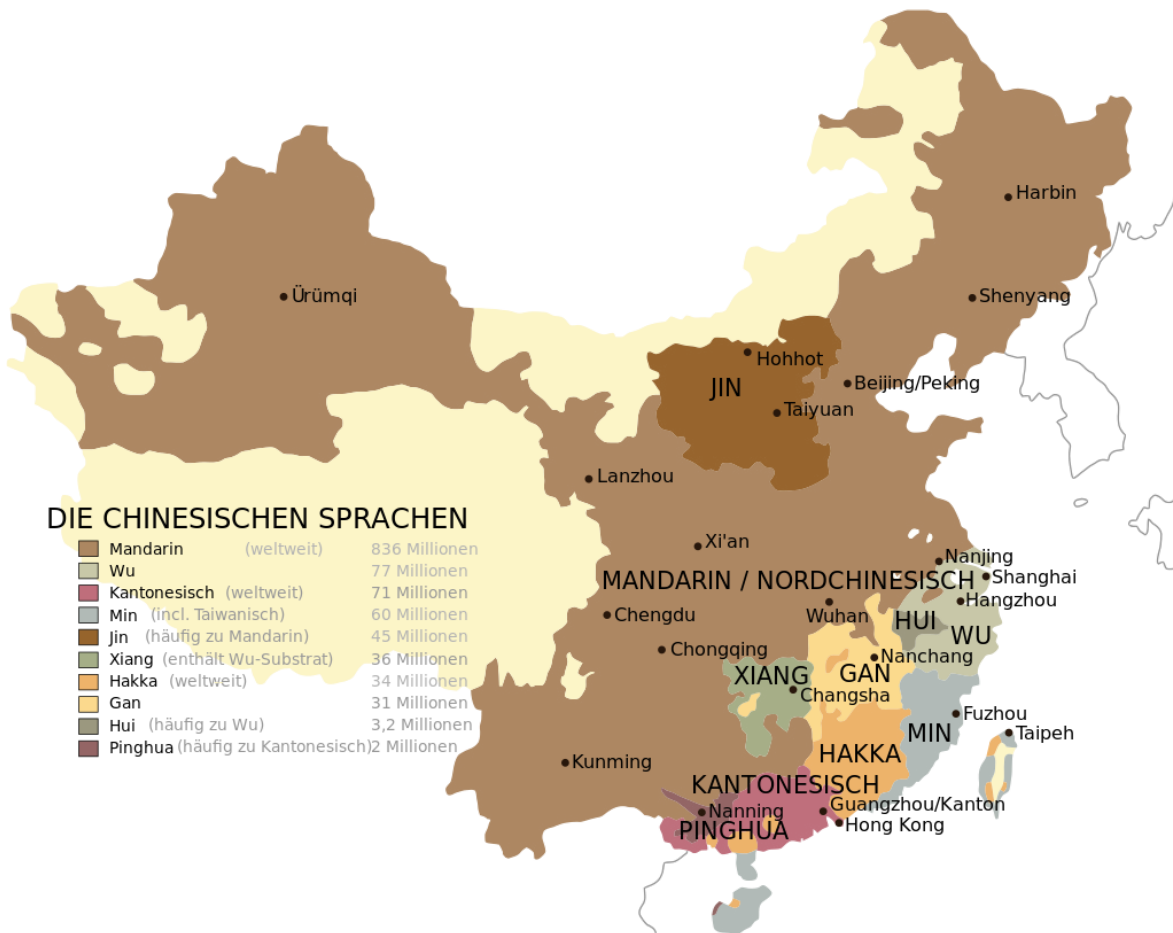 Harbin
Ürümqi
Shenyang
Hohhot
JIN
Beijing/Peking
Taiyuan
Lanzhou
DIE CHINESISCHEN SPRACHEN
Mandarin (weltweit) 836 Millionen
Wu 77 Millionen
Kantonesisch (weltweit) 71 Millionen
Min (incl. Taiwanisch) 60 Millionen
Jin (häufig zu Mandarin) 45 Millionen
Xiang (enthält Wu-Substrat) 36 Millionen
Hakka (weltweit) 34 Millionen
Gan 31 Millionen
Hui (häufig zu Wu) 3,2 Millionen
Pinghua (häufig zu Kantonesisch) 2 Millionen
Xi'an
Nanjing
MANDARIN / NORDCHINESISCH
Shanghai
Hangzhou
Chengdu
Wuhan
HUI
WU
Chongqing
Nanchang
XIANG
GAN
Changsha
Fuzhou
MIN
Taipeh
HAKKA
Kunming
KANTONESISCH
Guangzhou/Kanton
Nanning
Hong Kong
PINGHUA